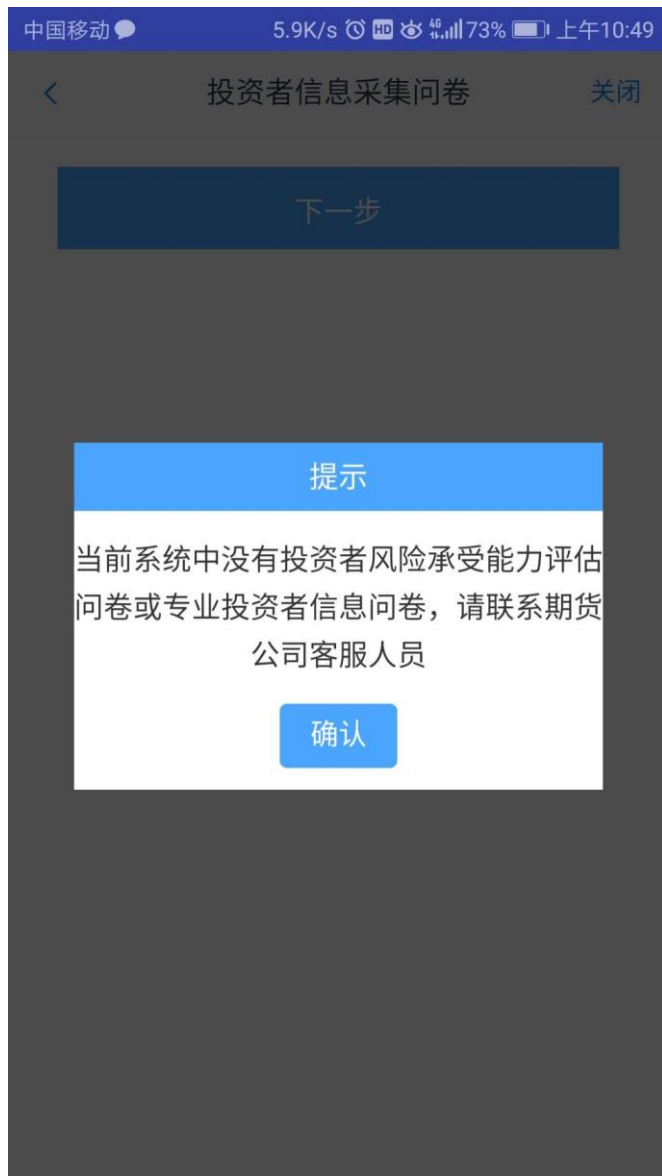 中国移动 5.9K/s HD 4G 73% 上午10:49
投资者信息采集问卷 关闭
下一步
提示
当前系统中没有投资者风险承受能力评估
问卷或专业投资者信息问卷，请联系期货
公司客服人员
确认